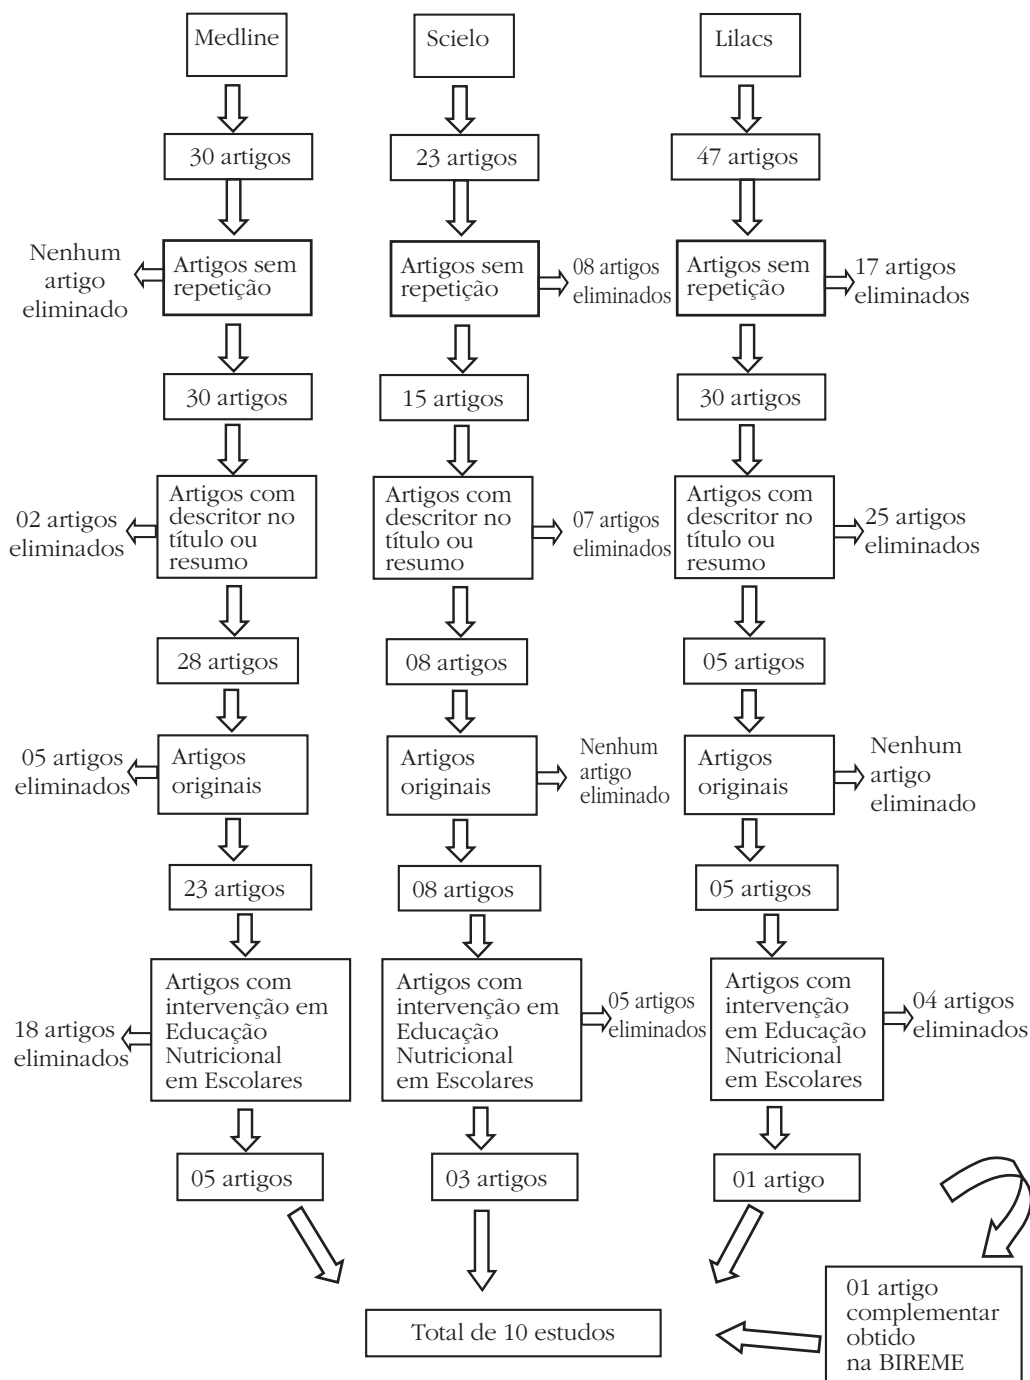 Medline
Scielo
Lilacs
30 artigos
23 artigos
47 artigos
Nenhum
artigo
eliminado
Artigos sem
repetição
Artigos sem
repetição
08 artigos
eliminados
Artigos sem
repetição
17 artigos
eliminados
30 artigos
15 artigos
30 artigos
02 artigos
eliminados
Artigos com
descritor no
título ou
resumo
Artigos com
descritor no
título ou
resumo
07 artigos
eliminados
Artigos com
descritor no
título ou
resumo
25 artigos
eliminados
28 artigos
08 artigos
05 artigos
05 artigos
eliminados
Artigos
originais
Artigos
originais
Nenhum
artigo
eliminado
Artigos
originais
Nenhum
artigo
eliminado
23 artigos
08 artigos
05 artigos
18 artigos
eliminados
Artigos com
intervenção em
Educação
Nutricional
em Escolares
Artigos com
intervenção em
Educação
Nutricional
em Escolares
05 artigos
eliminados
Artigos com
intervenção
em Educação
Nutricional
em Escolares
04 artigos
eliminados
05 artigos
03 artigos
01 artigo
Total de 10 estudos
01 artigo
complementar
obtido
na BIREME